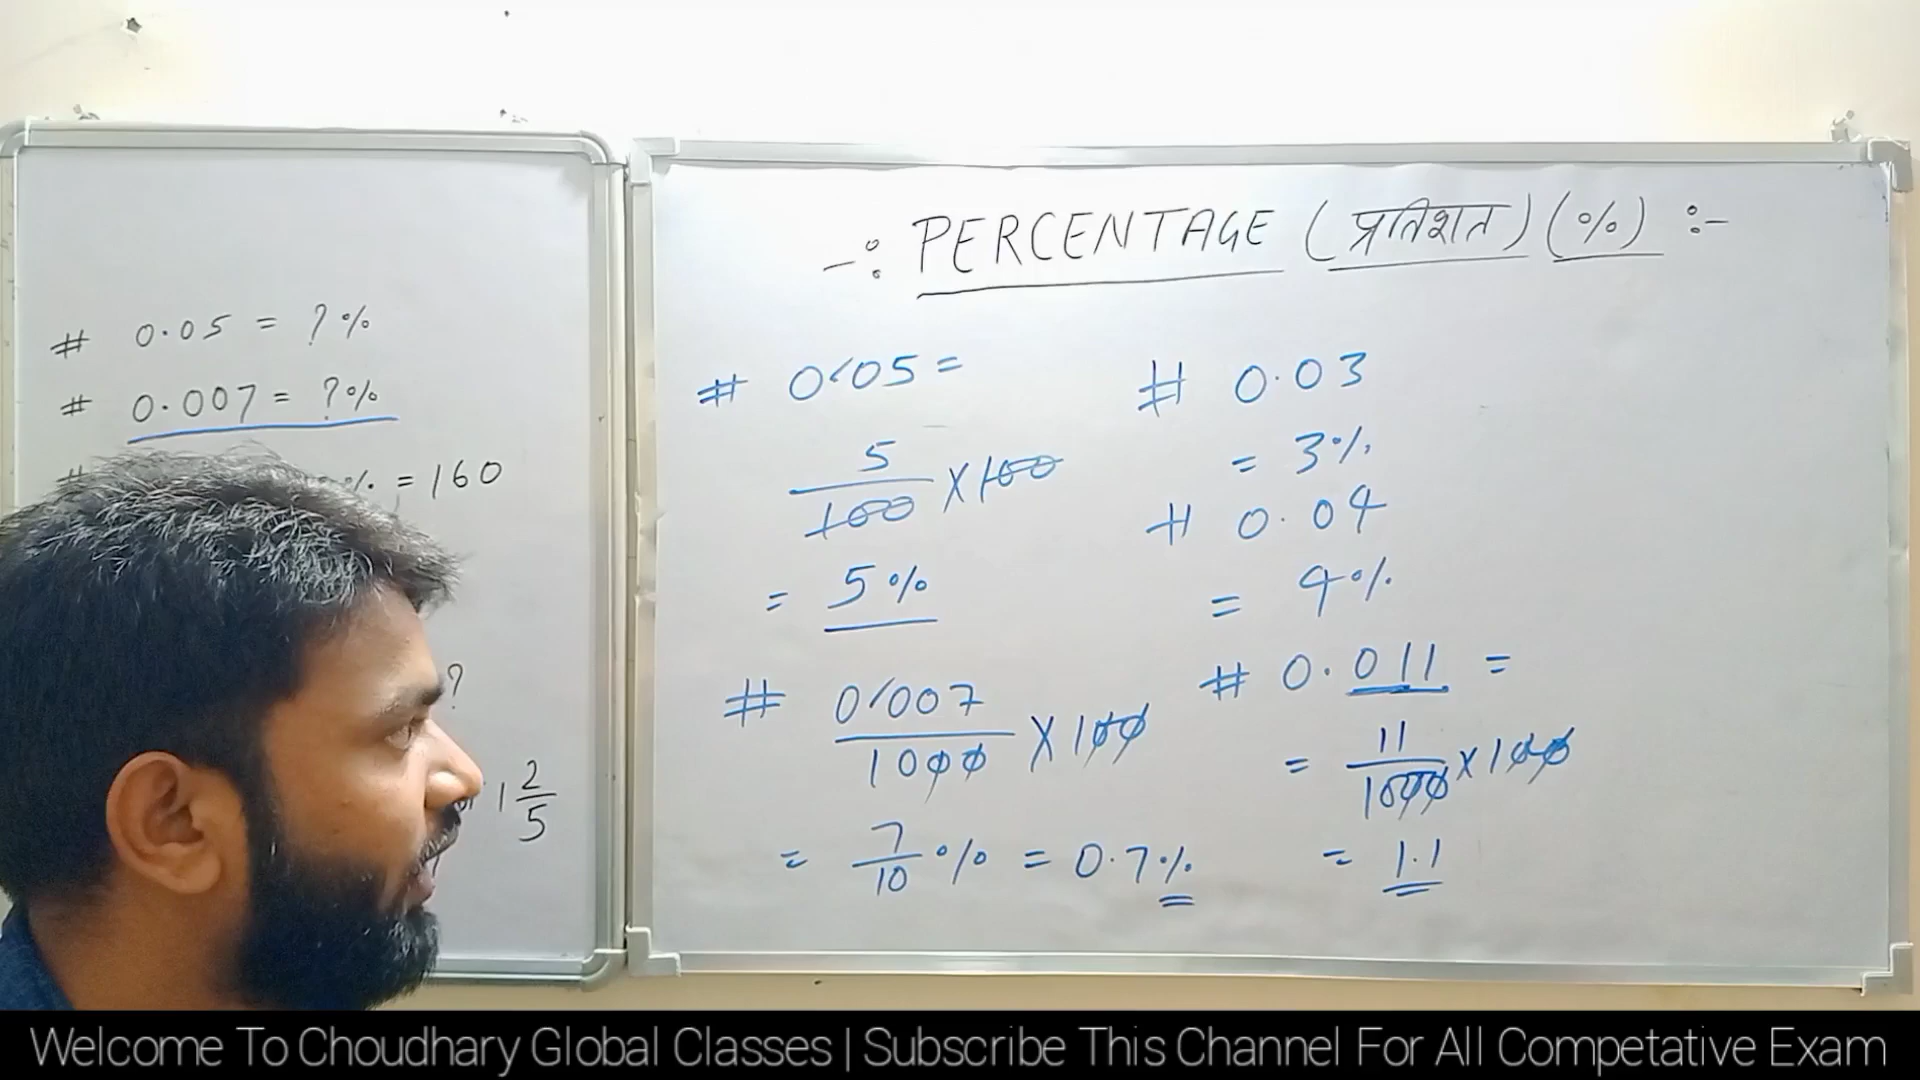 -: PERCENTAGE (प्रतिशत) (%) :-
# 0.05 = ?%
# 0.007 = ?%
% = 160
?
1 2/5
# 0.05 =
5/100 × 100
= 5%
# 0.007/1000 × 100
= 7/10 % = 0.7%
# 0.03
= 3%
# 0.04
= 4%
# 0.011 =
= 11/1000 × 100
= 1.1
Welcome To Choudhary Global Classes | Subscribe This Channel For All Competative Exam